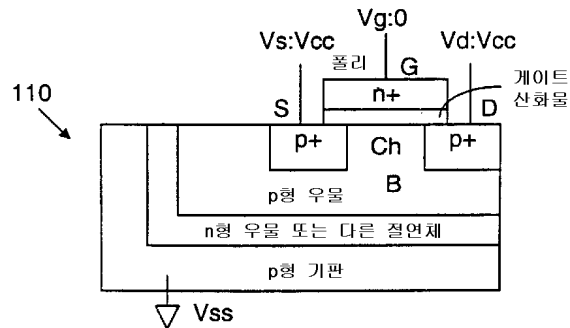 Vg:0
Vs:Vcc
폴리
G
Vd:Vcc
n+
게이트
산화물
110
S
D
p+
Ch
p+
B
p형 우물
n형 우물 또는 다른 절연체
p형 기판
Vss